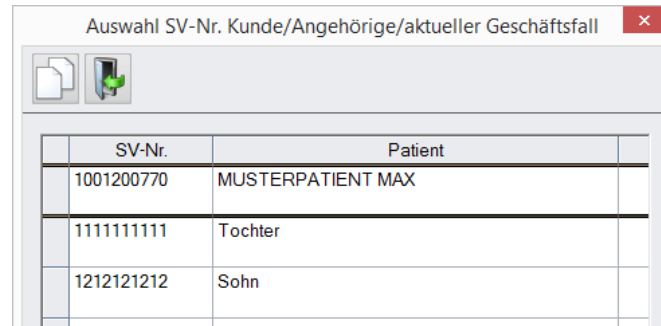 Auswahl SV-Nr. Kunde/Angehörige/aktueller Geschäftsfall
SV-Nr. Patient
1001200770 MUSTERPATIENT MAX
1111111111 Tochter
1212121212 Sohn